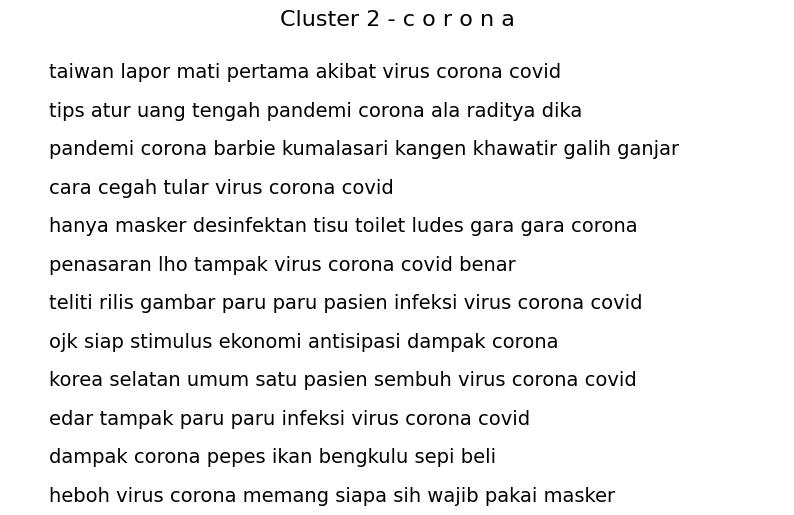 Cluster 2 - c o r o n a
taiwan lapor mati pertama akibat virus corona covid
tips atur uang tengah pandemi corona ala raditya dika
pandemi corona barbie kumalasari kangen khawatir galih ganjar
cara cegah tular virus corona covid
hanya masker desinfektan tisu toilet ludes gara gara corona
penasaran lho tampak virus corona covid benar
teliti rilis gambar paru paru pasien infeksi virus corona covid
ojk siap stimulus ekonomi antisipasi dampak corona
korea selatan umum satu pasien sembuh virus corona covid
edar tampak paru paru infeksi virus corona covid
dampak corona pepes ikan bengkulu sepi beli
heboh virus corona memang siapa sih wajib pakai masker